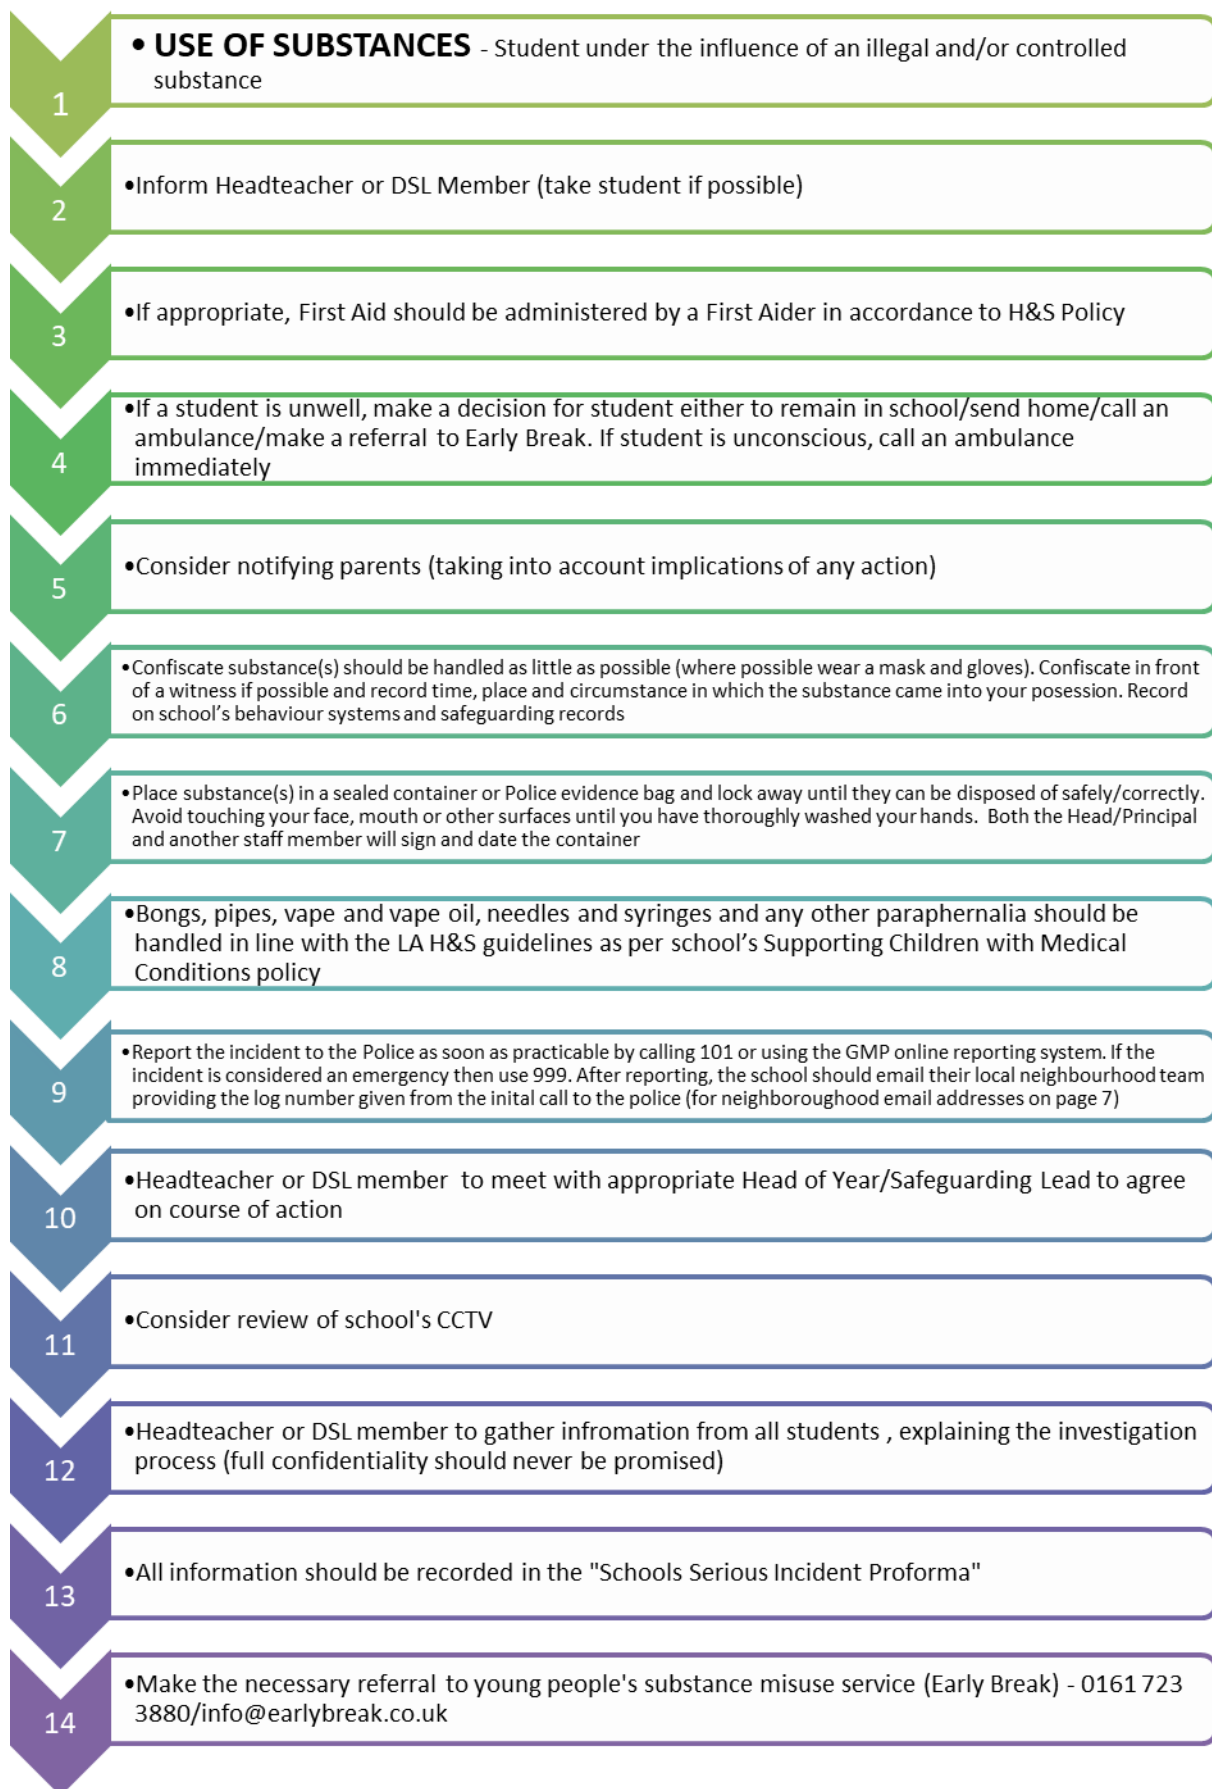 1
• USE OF SUBSTANCES - Student under the influence of an illegal and/or controlled
substance
2
•Inform Headteacher or DSL Member (take student if possible)
3
•If appropriate, First Aid should be administered by a First Aider in accordance to H&S Policy
4
•If a student is unwell, make a decision for student either to remain in school/send home/call an
ambulance/make a referral to Early Break. If student is unconscious, call an ambulance
immediately
5
•Consider notifying parents (taking into account implications of any action)
6
•Confiscate substance(s) should be handled as little as possible (where possible wear a mask and gloves). Confiscate in front
of a witness if possible and record time, place and circumstance in which the substance came into your posession. Record
on school's behaviour systems and safeguarding records
7
•Place substance(s) in a sealed container or Police evidence bag and lock away until they can be disposed of safely/correctly.
Avoid touching your face, mouth or other surfaces until you have thoroughly washed your hands. Both the Head/Principal
and another staff member will sign and date the container
8
•Bongs, pipes, vape and vape oil, needles and syringes and any other paraphernalia should be
handled in line with the LA H&S guidelines as per school's Supporting Children with Medical
Conditions policy
9
•Report the incident to the Police as soon as practicable by calling 101 or using the GMP online reporting system. If the
incident is considered an emergency then use 999. After reporting, the school should email their local neighbourhood team
providing the log number given from the inital call to the police (for neighboroughood email addresses on page 7)
10
•Headteacher or DSL member to meet with appropriate Head of Year/Safeguarding Lead to agree
on course of action
11
•Consider review of school's CCTV
12
•Headteacher or DSL member to gather infromation from all students , explaining the investigation
process (full confidentiality should never be promised)
13
•All information should be recorded in the "Schools Serious Incident Proforma"
14
•Make the necessary referral to young people's substance misuse service (Early Break) - 0161 723
3880/info@earlybreak.co.uk